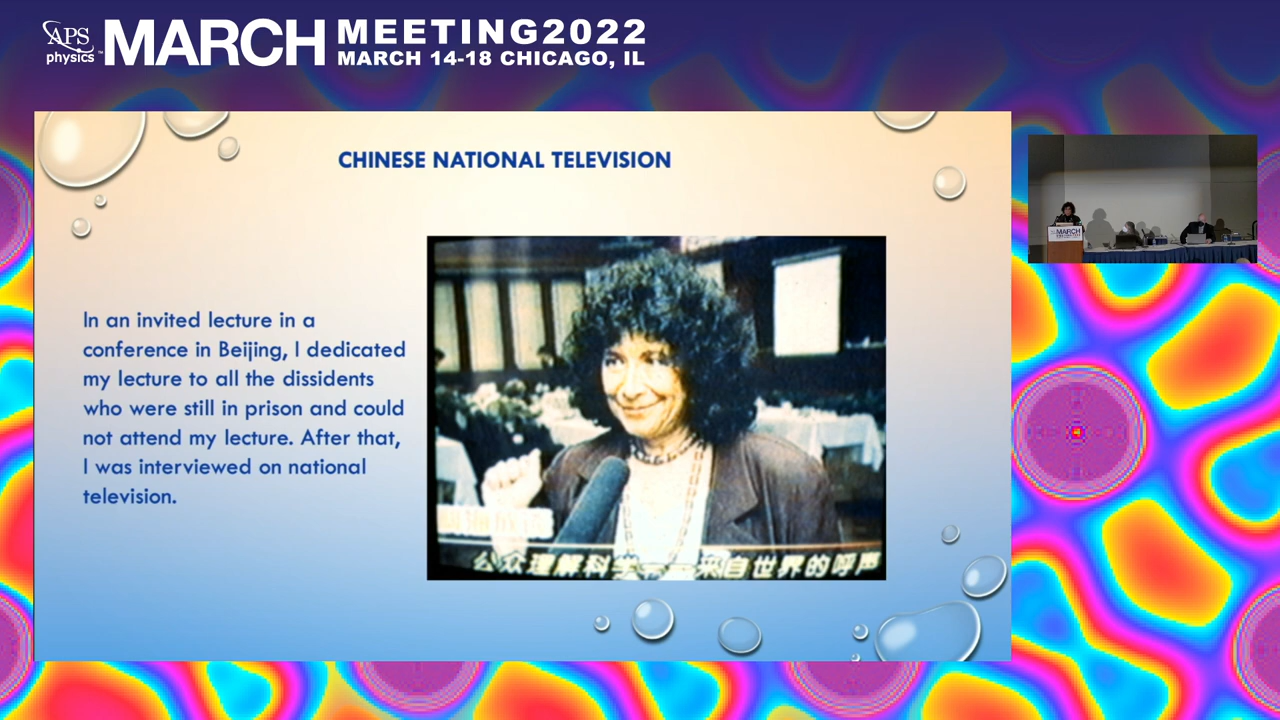 APS
physics
MARCH
MEETING2022
MARCH 14-18 CHICAGO, IL
CHINESE NATIONAL TELEVISION
In an invited lecture in a
conference in Beijing, I dedicated
my lecture to all the dissidents
who were still in prison and could
not attend my lecture. After that,
I was interviewed on national
television.
公众理解科学——来自世界的呼声
MARCH